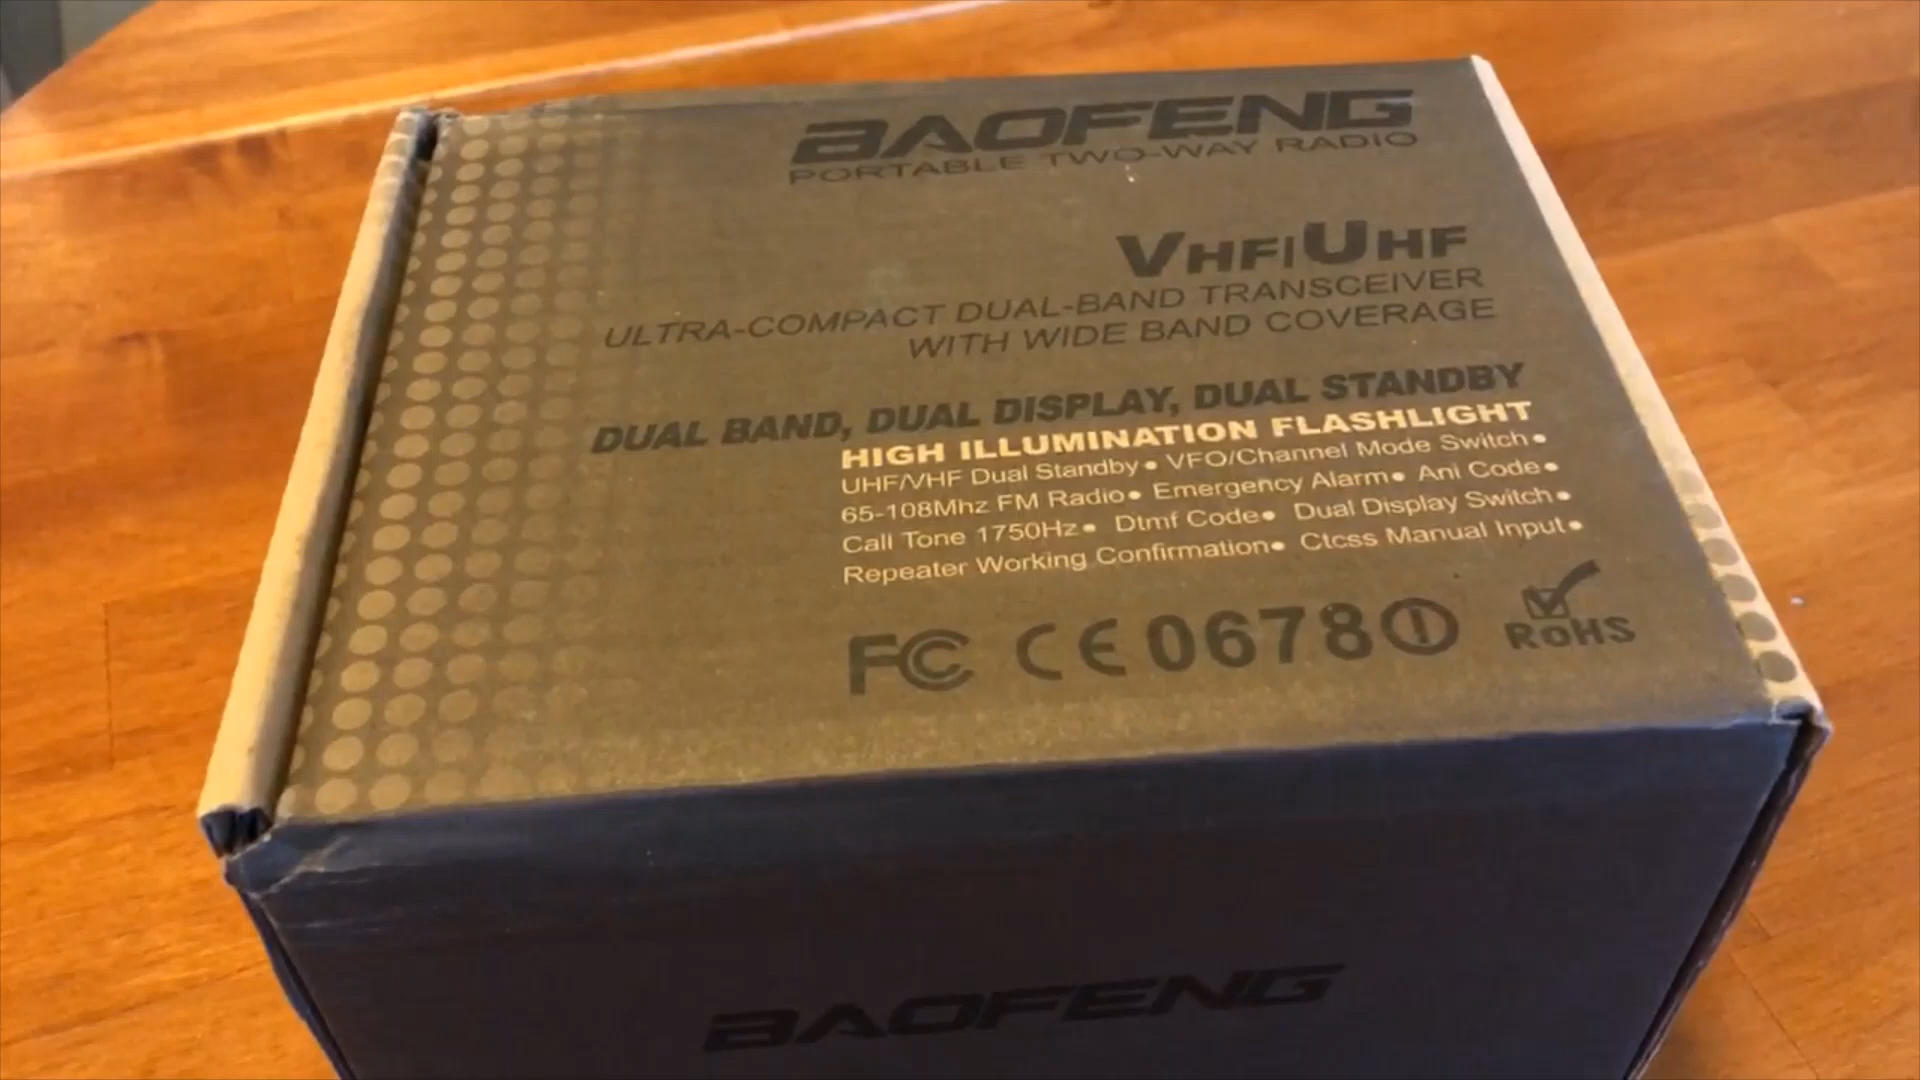 BAOFENG
PORTABLE TWO-WAY RADIO
VHF/UHF
ULTRA-COMPACT DUAL-BAND TRANSCEIVER
WITH WIDE BAND COVERAGE
DUAL BAND, DUAL DISPLAY, DUAL STANDBY
HIGH ILLUMINATION FLASHLIGHT
UHF/VHF Dual Standby• VFO/Channel Mode Switch•
65-108Mhz FM Radio• Emergency Alarm• Ani Code•
Call Tone 1750Hz• Dtmf Code• Dual Display Switch•
Repeater Working Confirmation• Ctcss Manual Input•
FC CE0678
RoHS
BAOFENG